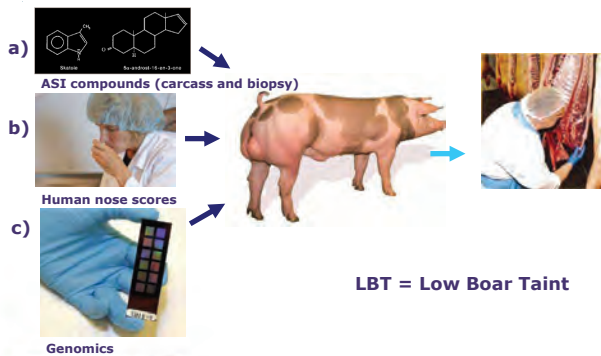 a)
CH₃
N
H
Skatole
O
H
5α-androst-16-en-3-one
ASI compounds (carcass and biopsy)
b)
Human nose scores
c)
Genomics
LBT = Low Boar Taint